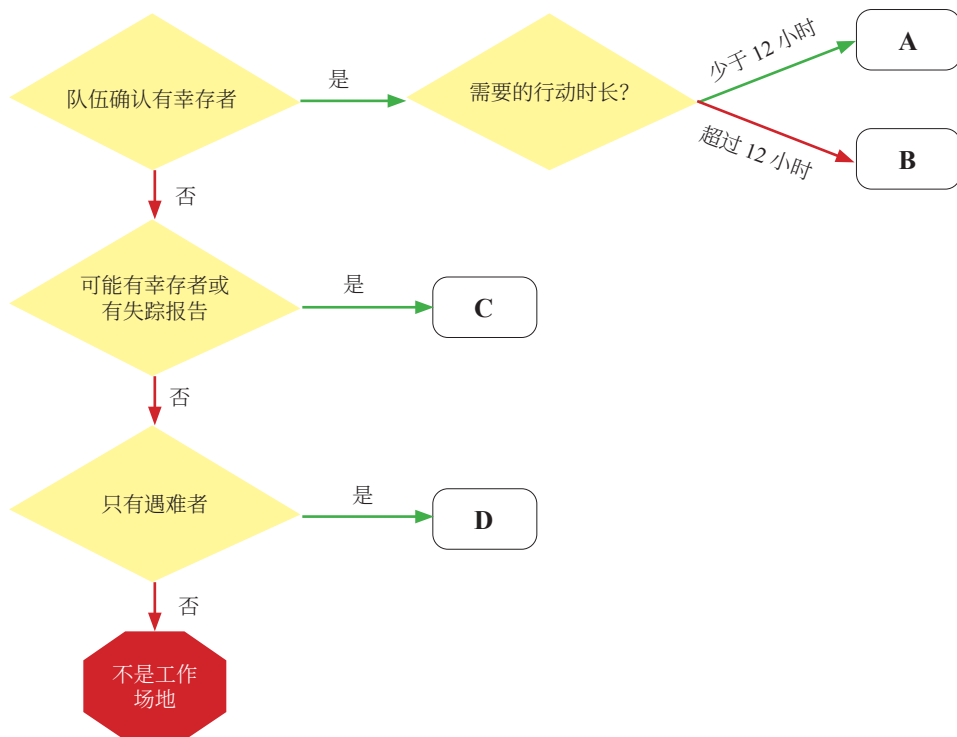 队伍确认有幸存者
是
需要的行动时长?
少于 12 小时
A
超过 12 小时
B
否
可能有幸存者或
有失踪报告
是
C
否
只有遇难者
是
D
否
不是工作
场地